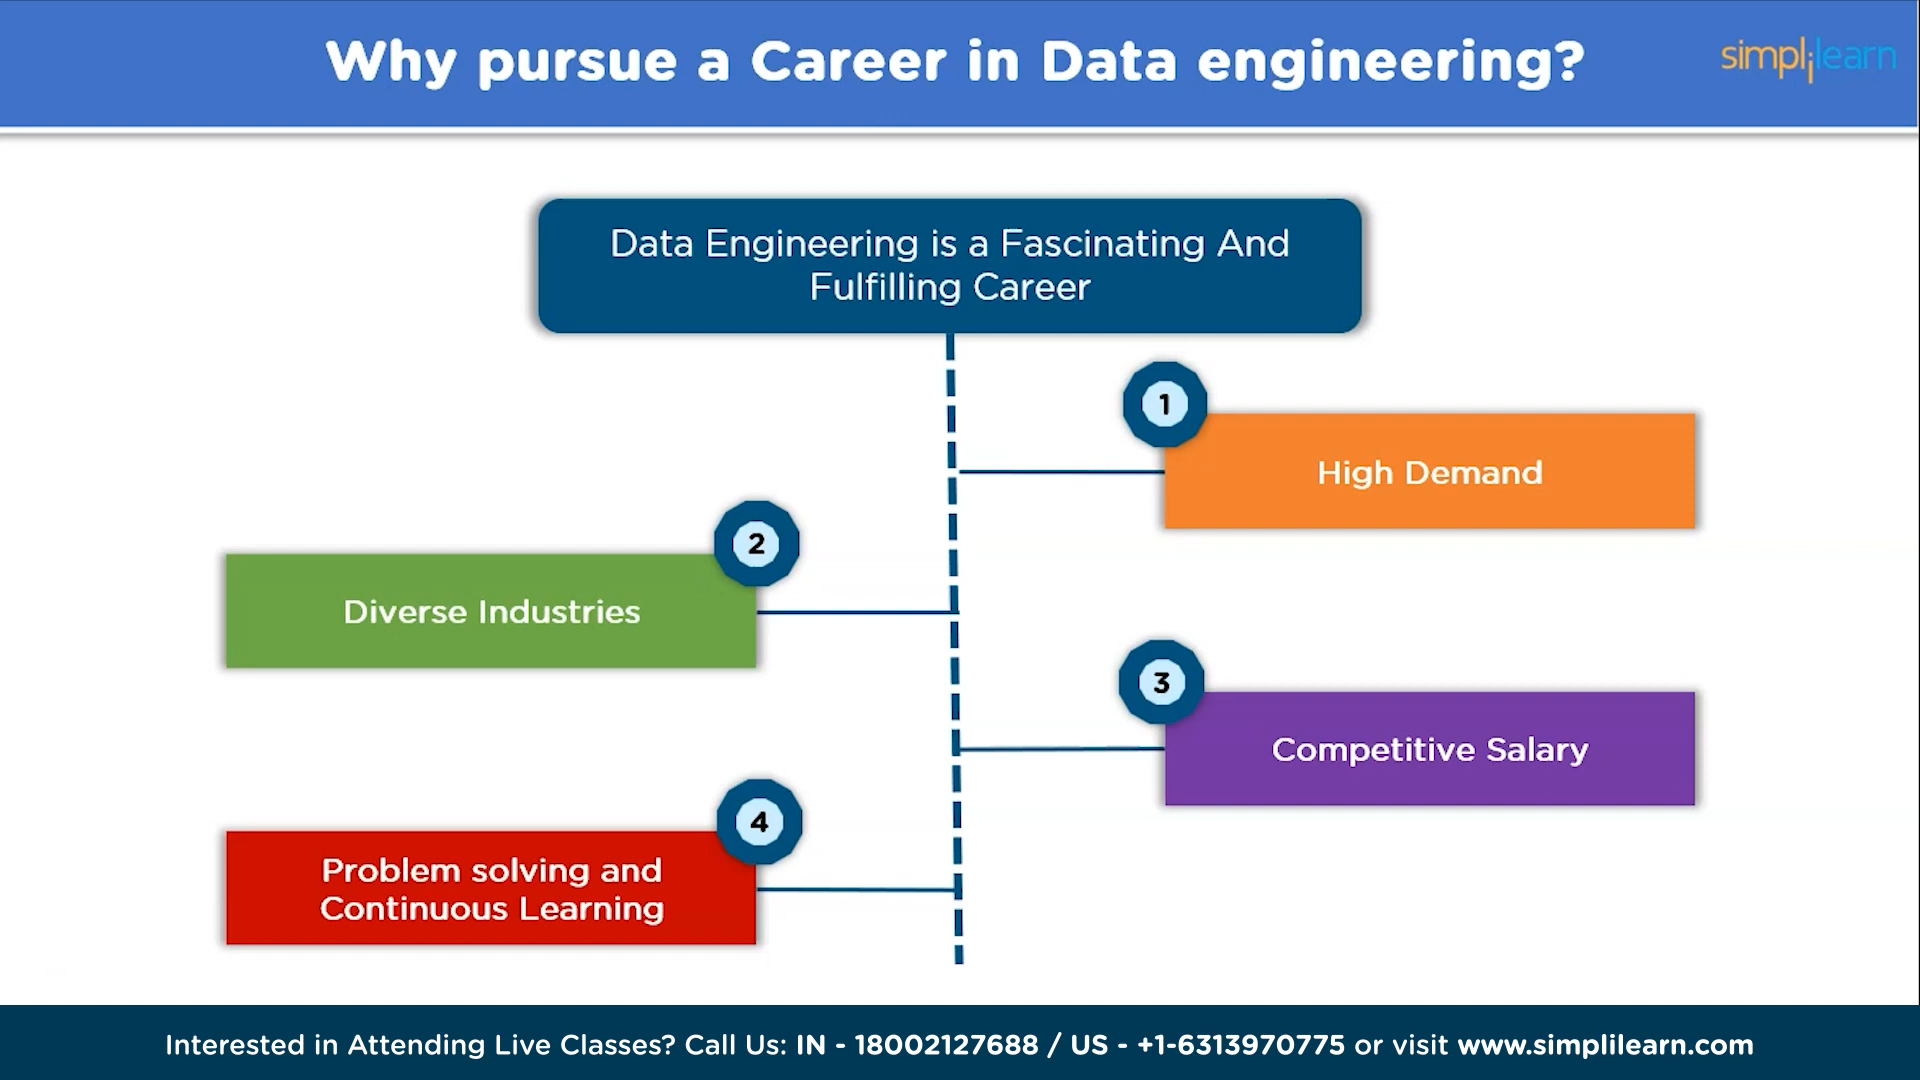 Why pursue a Career in Data engineering?
simplilearn
Data Engineering is a Fascinating And
Fulfilling Career
1
High Demand
2
Diverse Industries
3
Competitive Salary
4
Problem solving and
Continuous Learning
Interested in Attending Live Classes? Call Us: IN - 18002127688 / US - +1-6313970775 or visit www.simplilearn.com